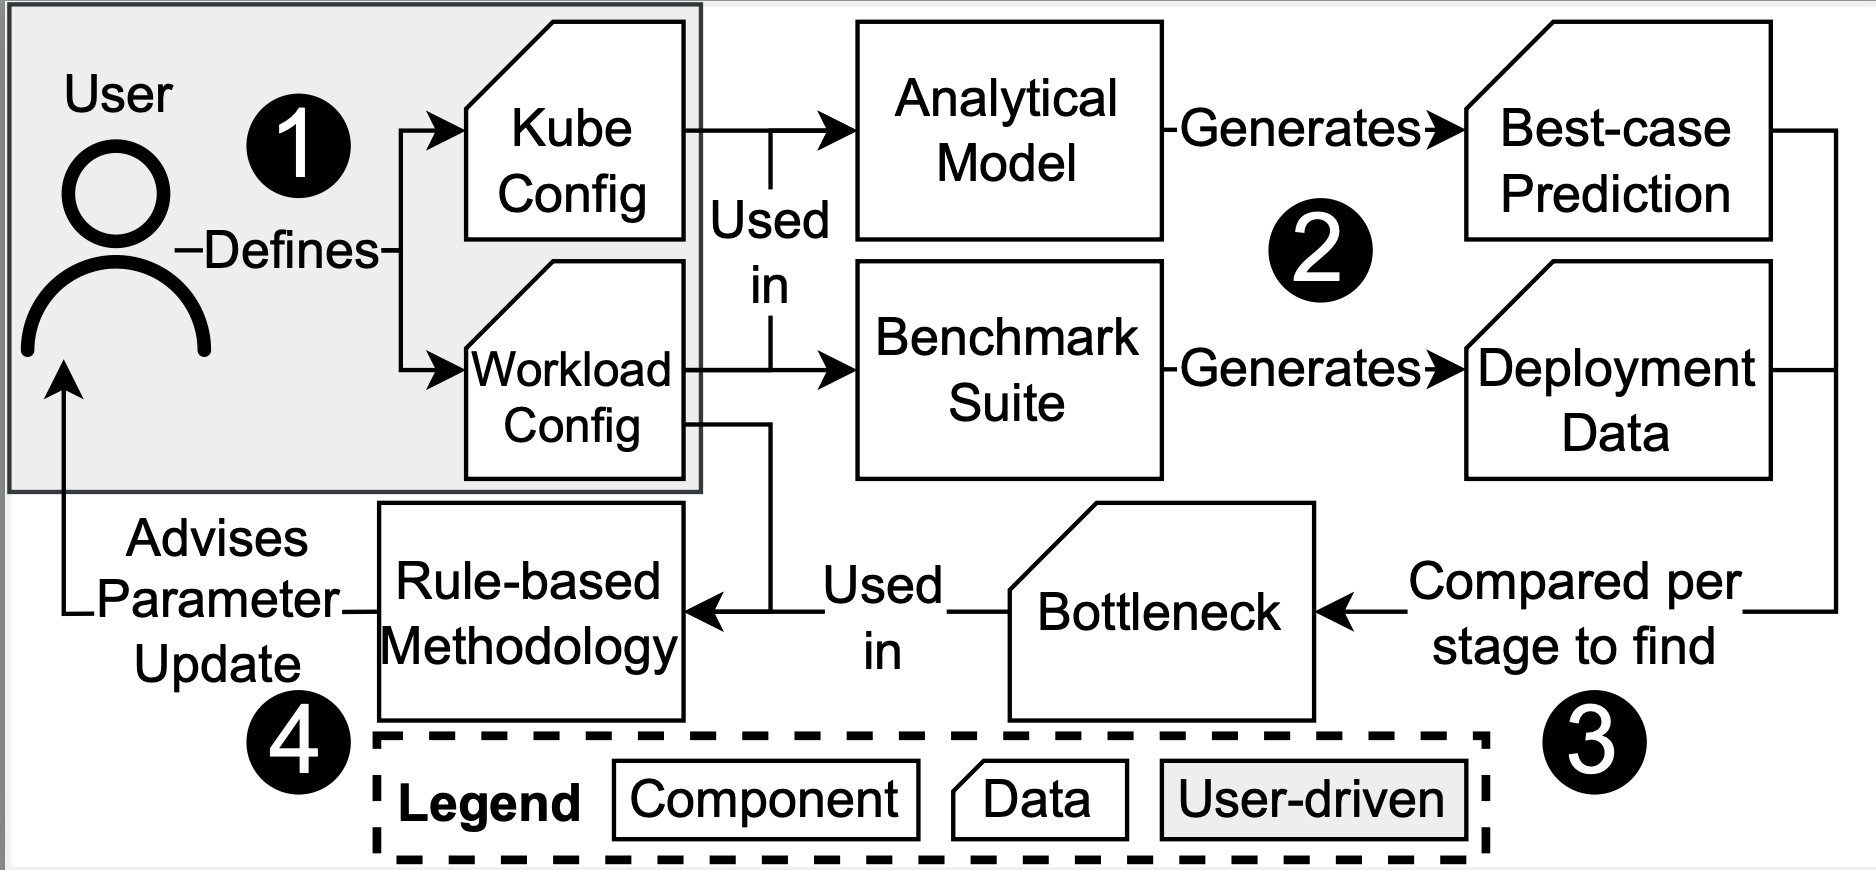 User
1
Defines
Kube
Config
Workload
Config
Used
in
Analytical
Model
Benchmark
Suite
Generates
2
Generates
Best-case
Prediction
Deployment
Data
Compared per
stage to find
3
Bottleneck
Used
in
Rule-based
Methodology
Advises
Parameter
Update
4
Legend
Component
Data
User-driven